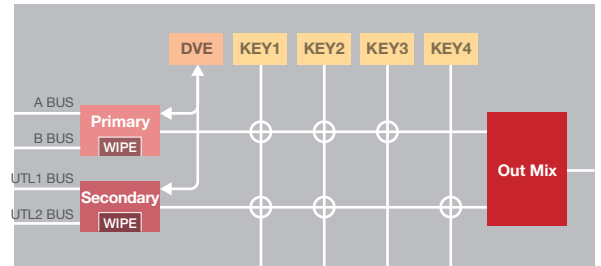 DVE KEY1 KEY2 KEY3 KEY4
A BUS
Primary
B BUS
WIPE
Out Mix
UTL1 BUS
Secondary
UTL2 BUS
WIPE